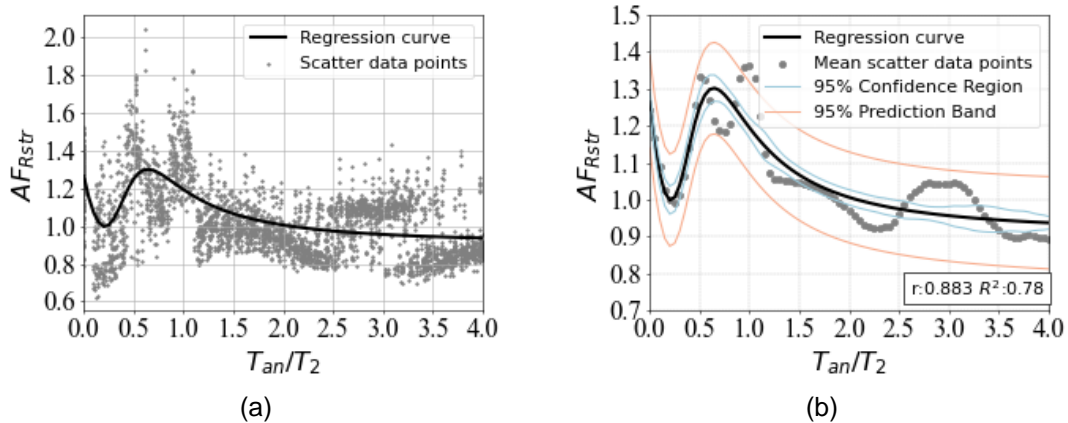 2.0
1.8
1.6
1.4
1.2
1.0
0.8
0.6
AF_Rstr
0.0 0.5 1.0 1.5 2.0 2.5 3.0 3.5 4.0
T_an/T_2
Regression curve
Scatter data points
(a)
1.5
1.4
1.3
1.2
1.1
1.0
0.9
0.8
0.7
AF_Rstr
0.0 0.5 1.0 1.5 2.0 2.5 3.0 3.5 4.0
T_an/T_2
Regression curve
Mean scatter data points
95% Confidence Region
95% Prediction Band
r:0.883 R²:0.78
(b)